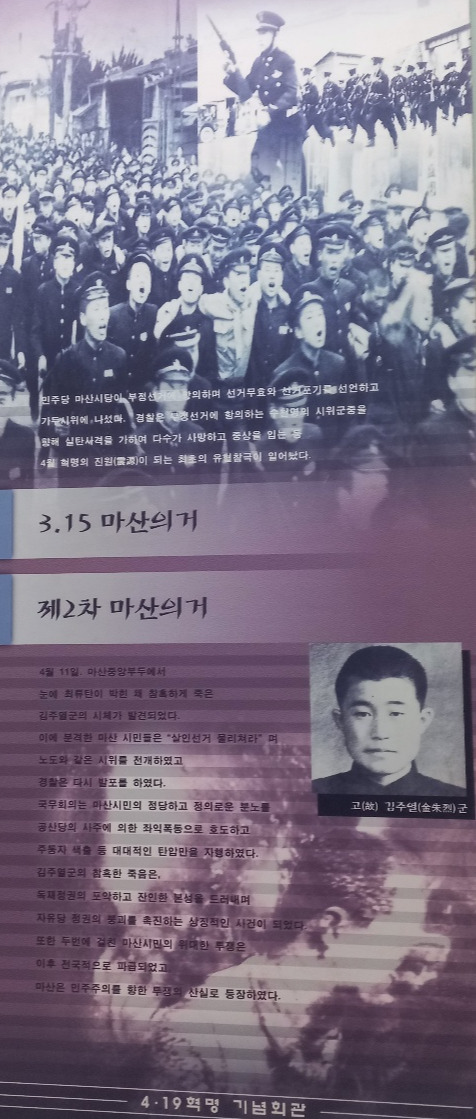 민주당 마산시당이 부정선거에 항의하며 선거무효와 선거포기를 선언하고
가두시위에 나섰다. 경찰은 부정선거에 항의하는 수천명의 시위군중을
향해 실탄사격을 가하여 다수가 사망하고 중상을 입는 등
4월 혁명의 진원(震源)이 되는 최초의 유혈참극이 일어났다.
3.15 마산의거
제2차 마산의거
4월 11일. 마산중앙부두에서
눈에 최류탄이 박힌 채 참혹하게 죽은
김주열군의 시체가 발견되었다.
이에 분격한 마산 시민들은 “살인선거 물리쳐라” 며
노도와 같은 시위를 전개하였고
경찰은 다시 발포를 하였다.
국무회의는 마산시민의 정당하고 정의로운 분노를
공산당의 사주에 의한 좌익폭동으로 호도하고
주동자 색출 등 대대적인 탄압만을 자행하였다.
김주열군의 참혹한 죽음은,
독재정권의 포악하고 잔인한 본성을 드러내며
자유당 정권의 붕괴를 촉진하는 상징적인 사건이 되었다.
또한 두번에 걸친 마산시민의 위대한 투쟁은
이후 전국적으로 파급되었고
마산은 민주주의를 향한 투쟁의 산실로 등장하였다.
고(故) 김주열(金朱烈)군
4·19혁명 기념회관